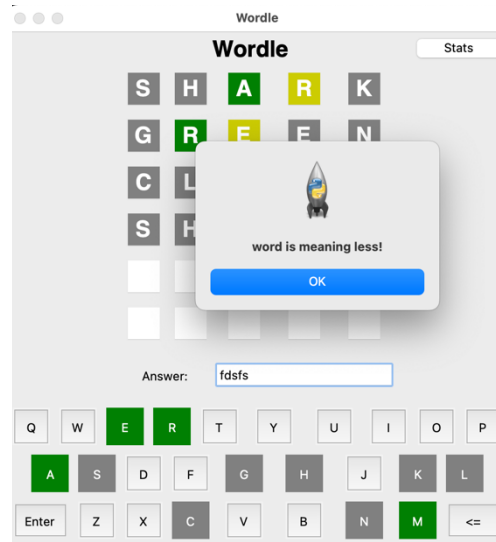 Wordle
Wordle
Stats
S H A R K
G R E E N
C L
S H
word is meaning less!
OK
Answer: fdsfs
Q W E R T Y U I O P
A S D F G H J K L
Enter Z X C V B N M <=